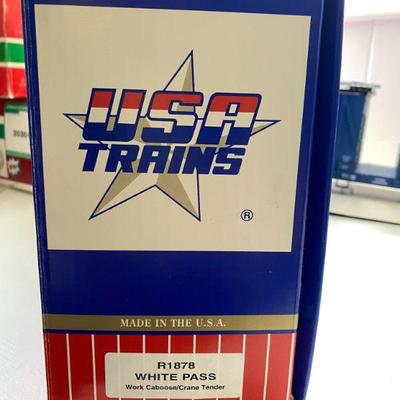 USA
TRAINS
®
MADE IN THE U.S.A.
R1878
WHITE PASS
Work Caboose/Crane Tender